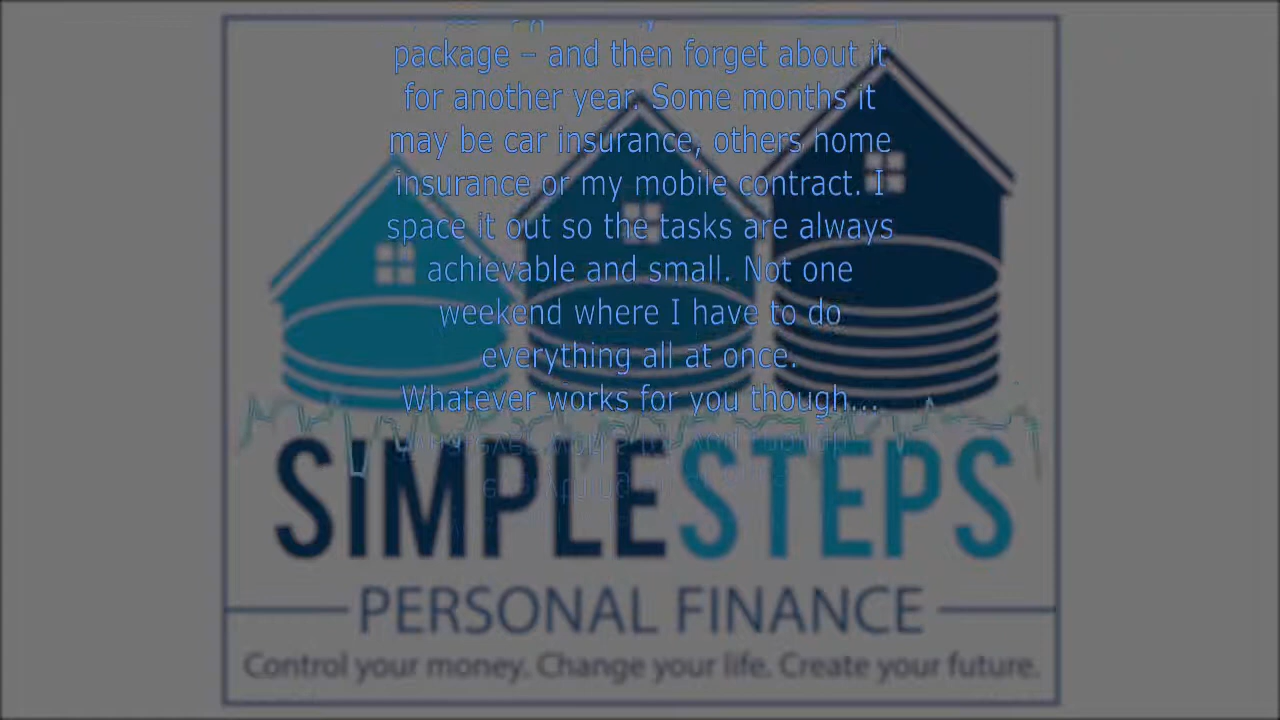 package – and then forget about it
for another year. Some months it
may be car insurance, others home
insurance or my mobile contract. I
space it out so the tasks are always
achievable and small. Not one
weekend where I have to do
everything all at once.
Whatever works for you though...
SIMPLESTEPS
PERSONAL FINANCE
Control your money. Change your life. Create your future.